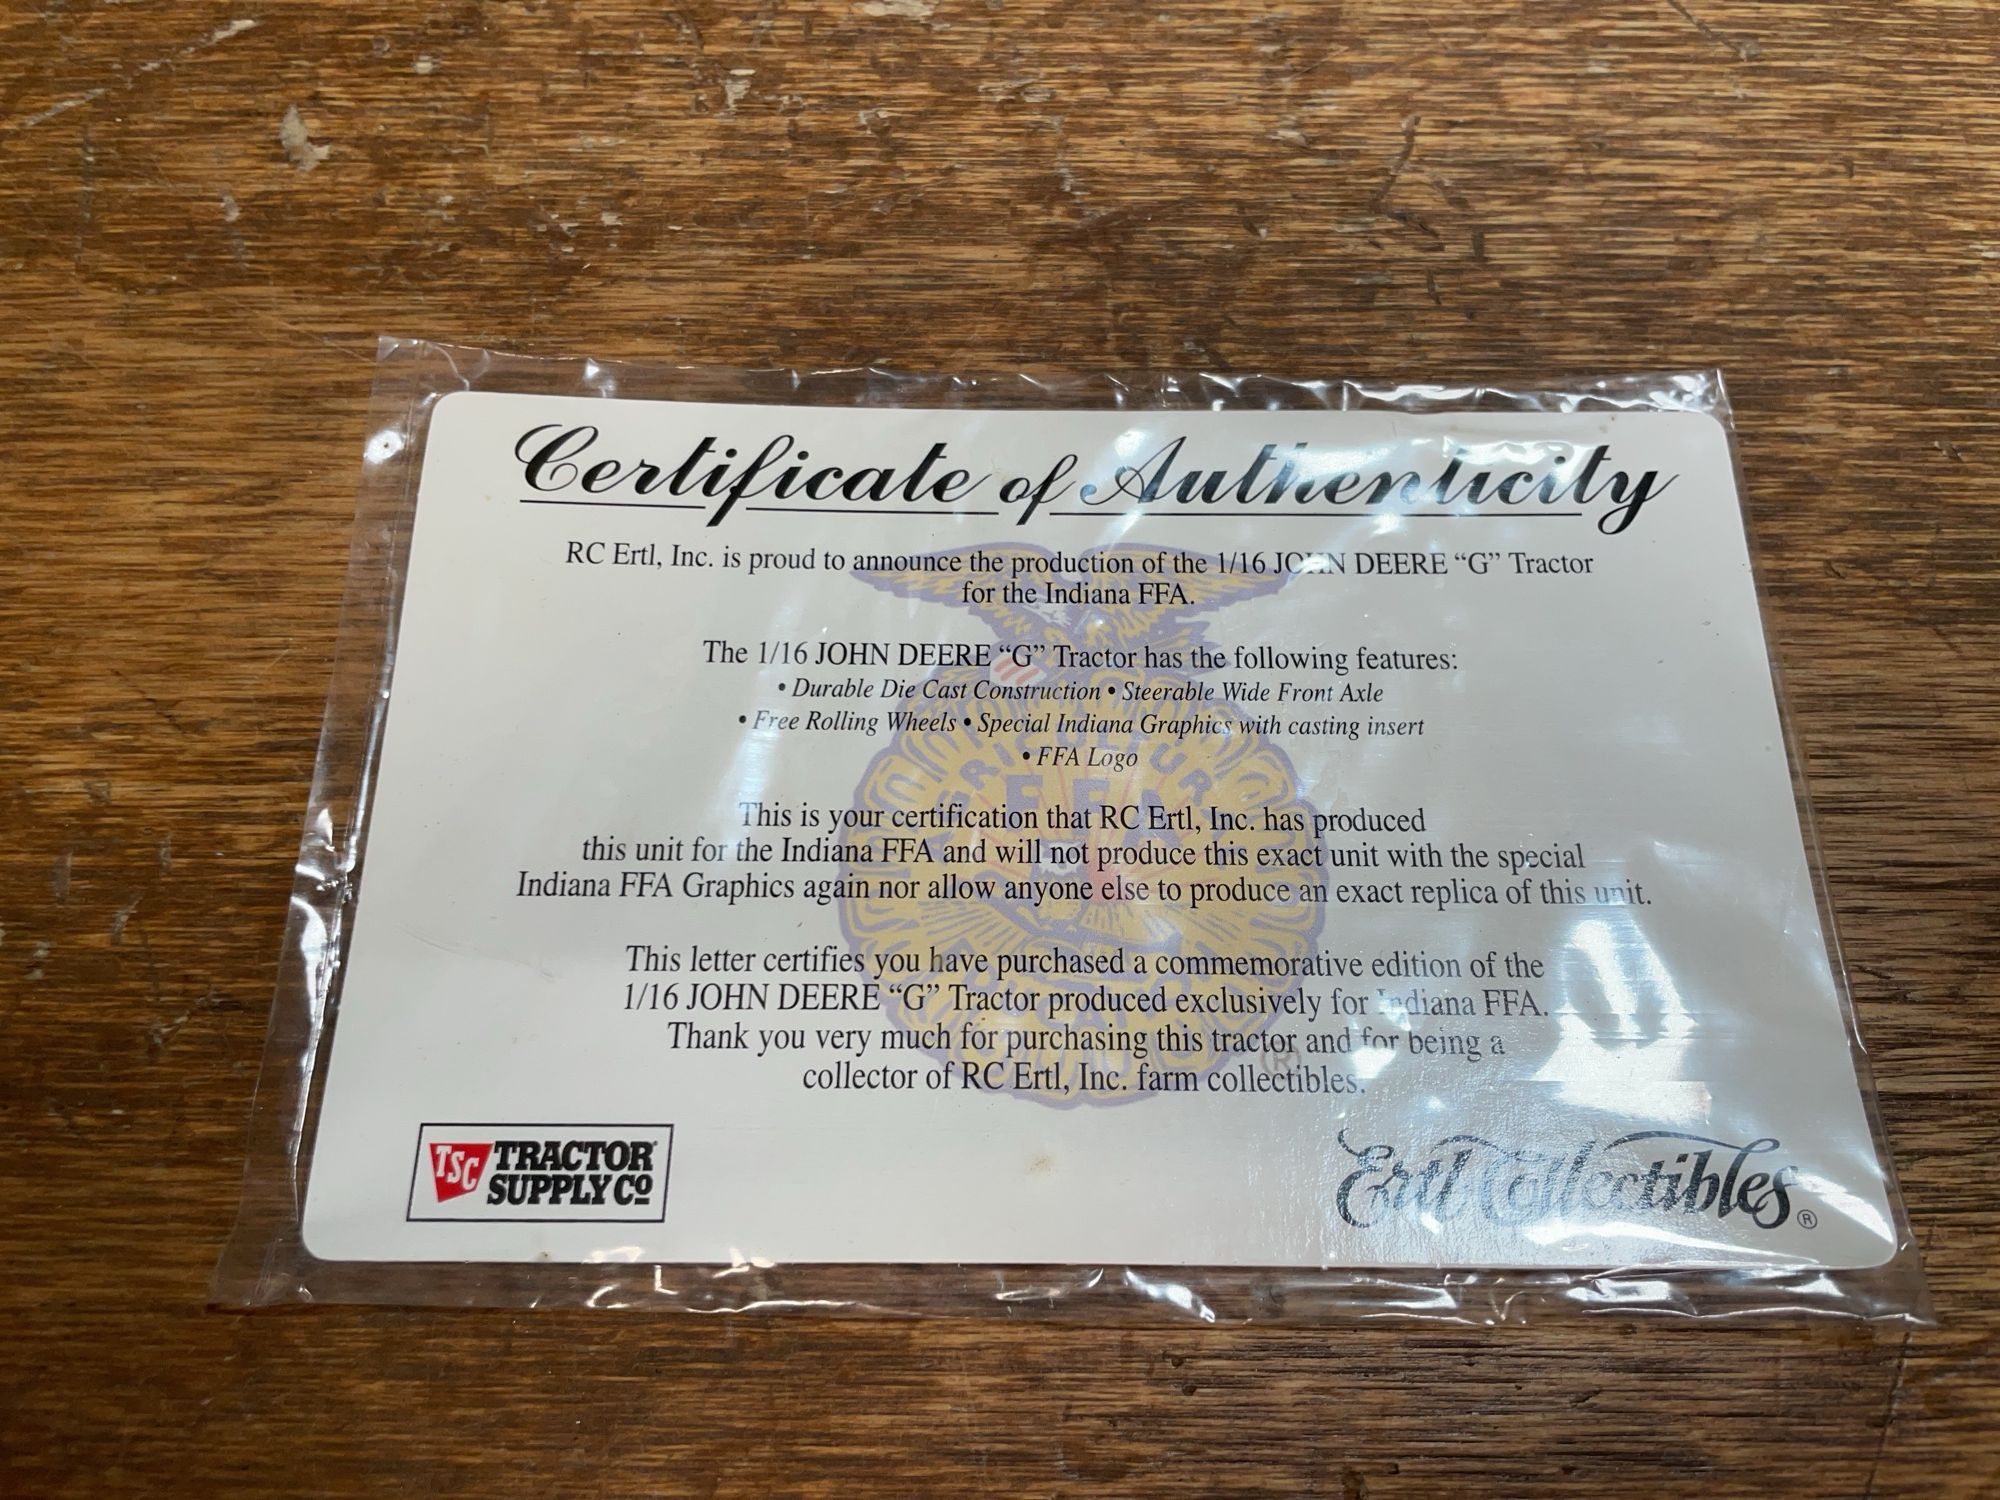 Certificate of Authenticity
RC Ertl, Inc. is proud to announce the production of the 1/16 JOHN DEERE “G” Tractor
for the Indiana FFA.
The 1/16 JOHN DEERE “G” Tractor has the following features:
• Durable Die Cast Construction • Steerable Wide Front Axle
• Free Rolling Wheels • Special Indiana Graphics with casting insert
• FFA Logo
This is your certification that RC Ertl, Inc. has produced
this unit for the Indiana FFA and will not produce this exact unit with the special
Indiana FFA Graphics again nor allow anyone else to produce an exact replica of this unit.
This letter certifies you have purchased a commemorative edition of the
1/16 JOHN DEERE “G” Tractor produced exclusively for Indiana FFA.
Thank you very much for purchasing this tractor and for being a
collector of RC Ertl, Inc. farm collectibles.
®
TSC TRACTOR
SUPPLY CO
Ertl Collectibles®